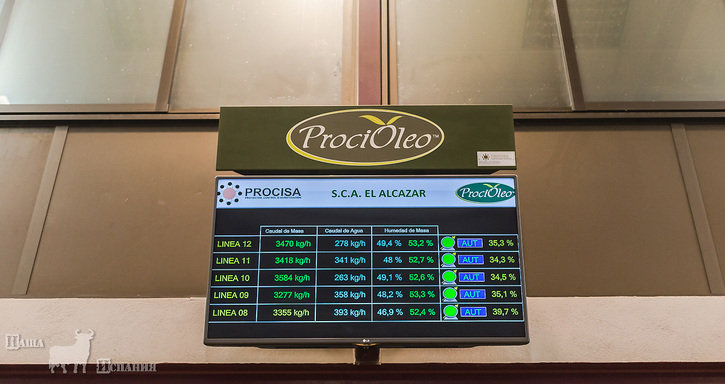 ProciOleo™
PROCISA
S.C.A. EL ALCAZAR
ProciOleo
Caudal de Masa Caudal de Agua Humedad de Masa
LINEA 12 3470 kg/h 278 kg/h 49,4 % 53,2 % AUT 35,3 %
LINEA 11 3418 kg/h 341 kg/h 48 % 52,7 % AUT 34,3 %
LINEA 10 3584 kg/h 263 kg/h 49,1 % 52,6 % AUT 34,5 %
LINEA 09 3277 kg/h 358 kg/h 48,2 % 53,3 % AUT 35,1 %
LINEA 08 3355 kg/h 393 kg/h 46,9 % 52,4 % AUT 39,7 %
LG
Паша Испания